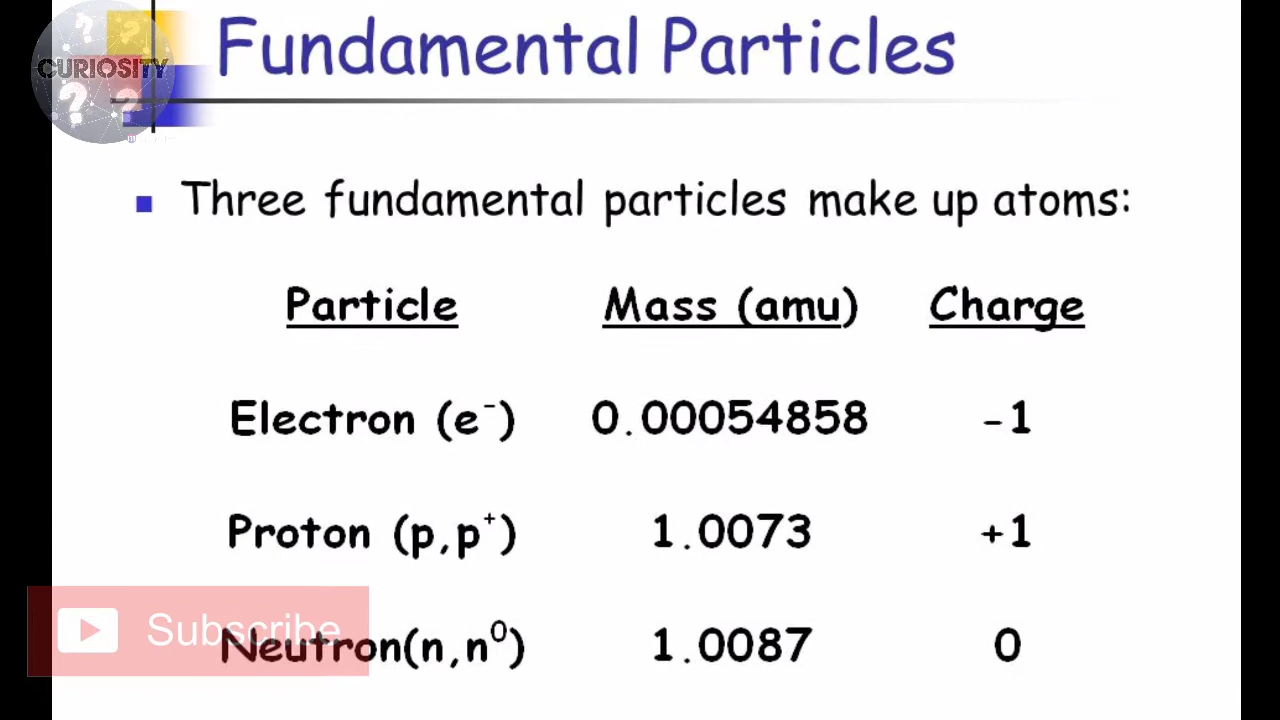 Fundamental Particles
CURIOSITY
? ?
? ?
Three fundamental particles make up atoms:
Particle Mass (amu) Charge
Electron (e⁻) 0.00054858 -1
Proton (p,p⁺) 1.0073 +1
Subscribe
Neutron(n,n⁰) 1.0087 0